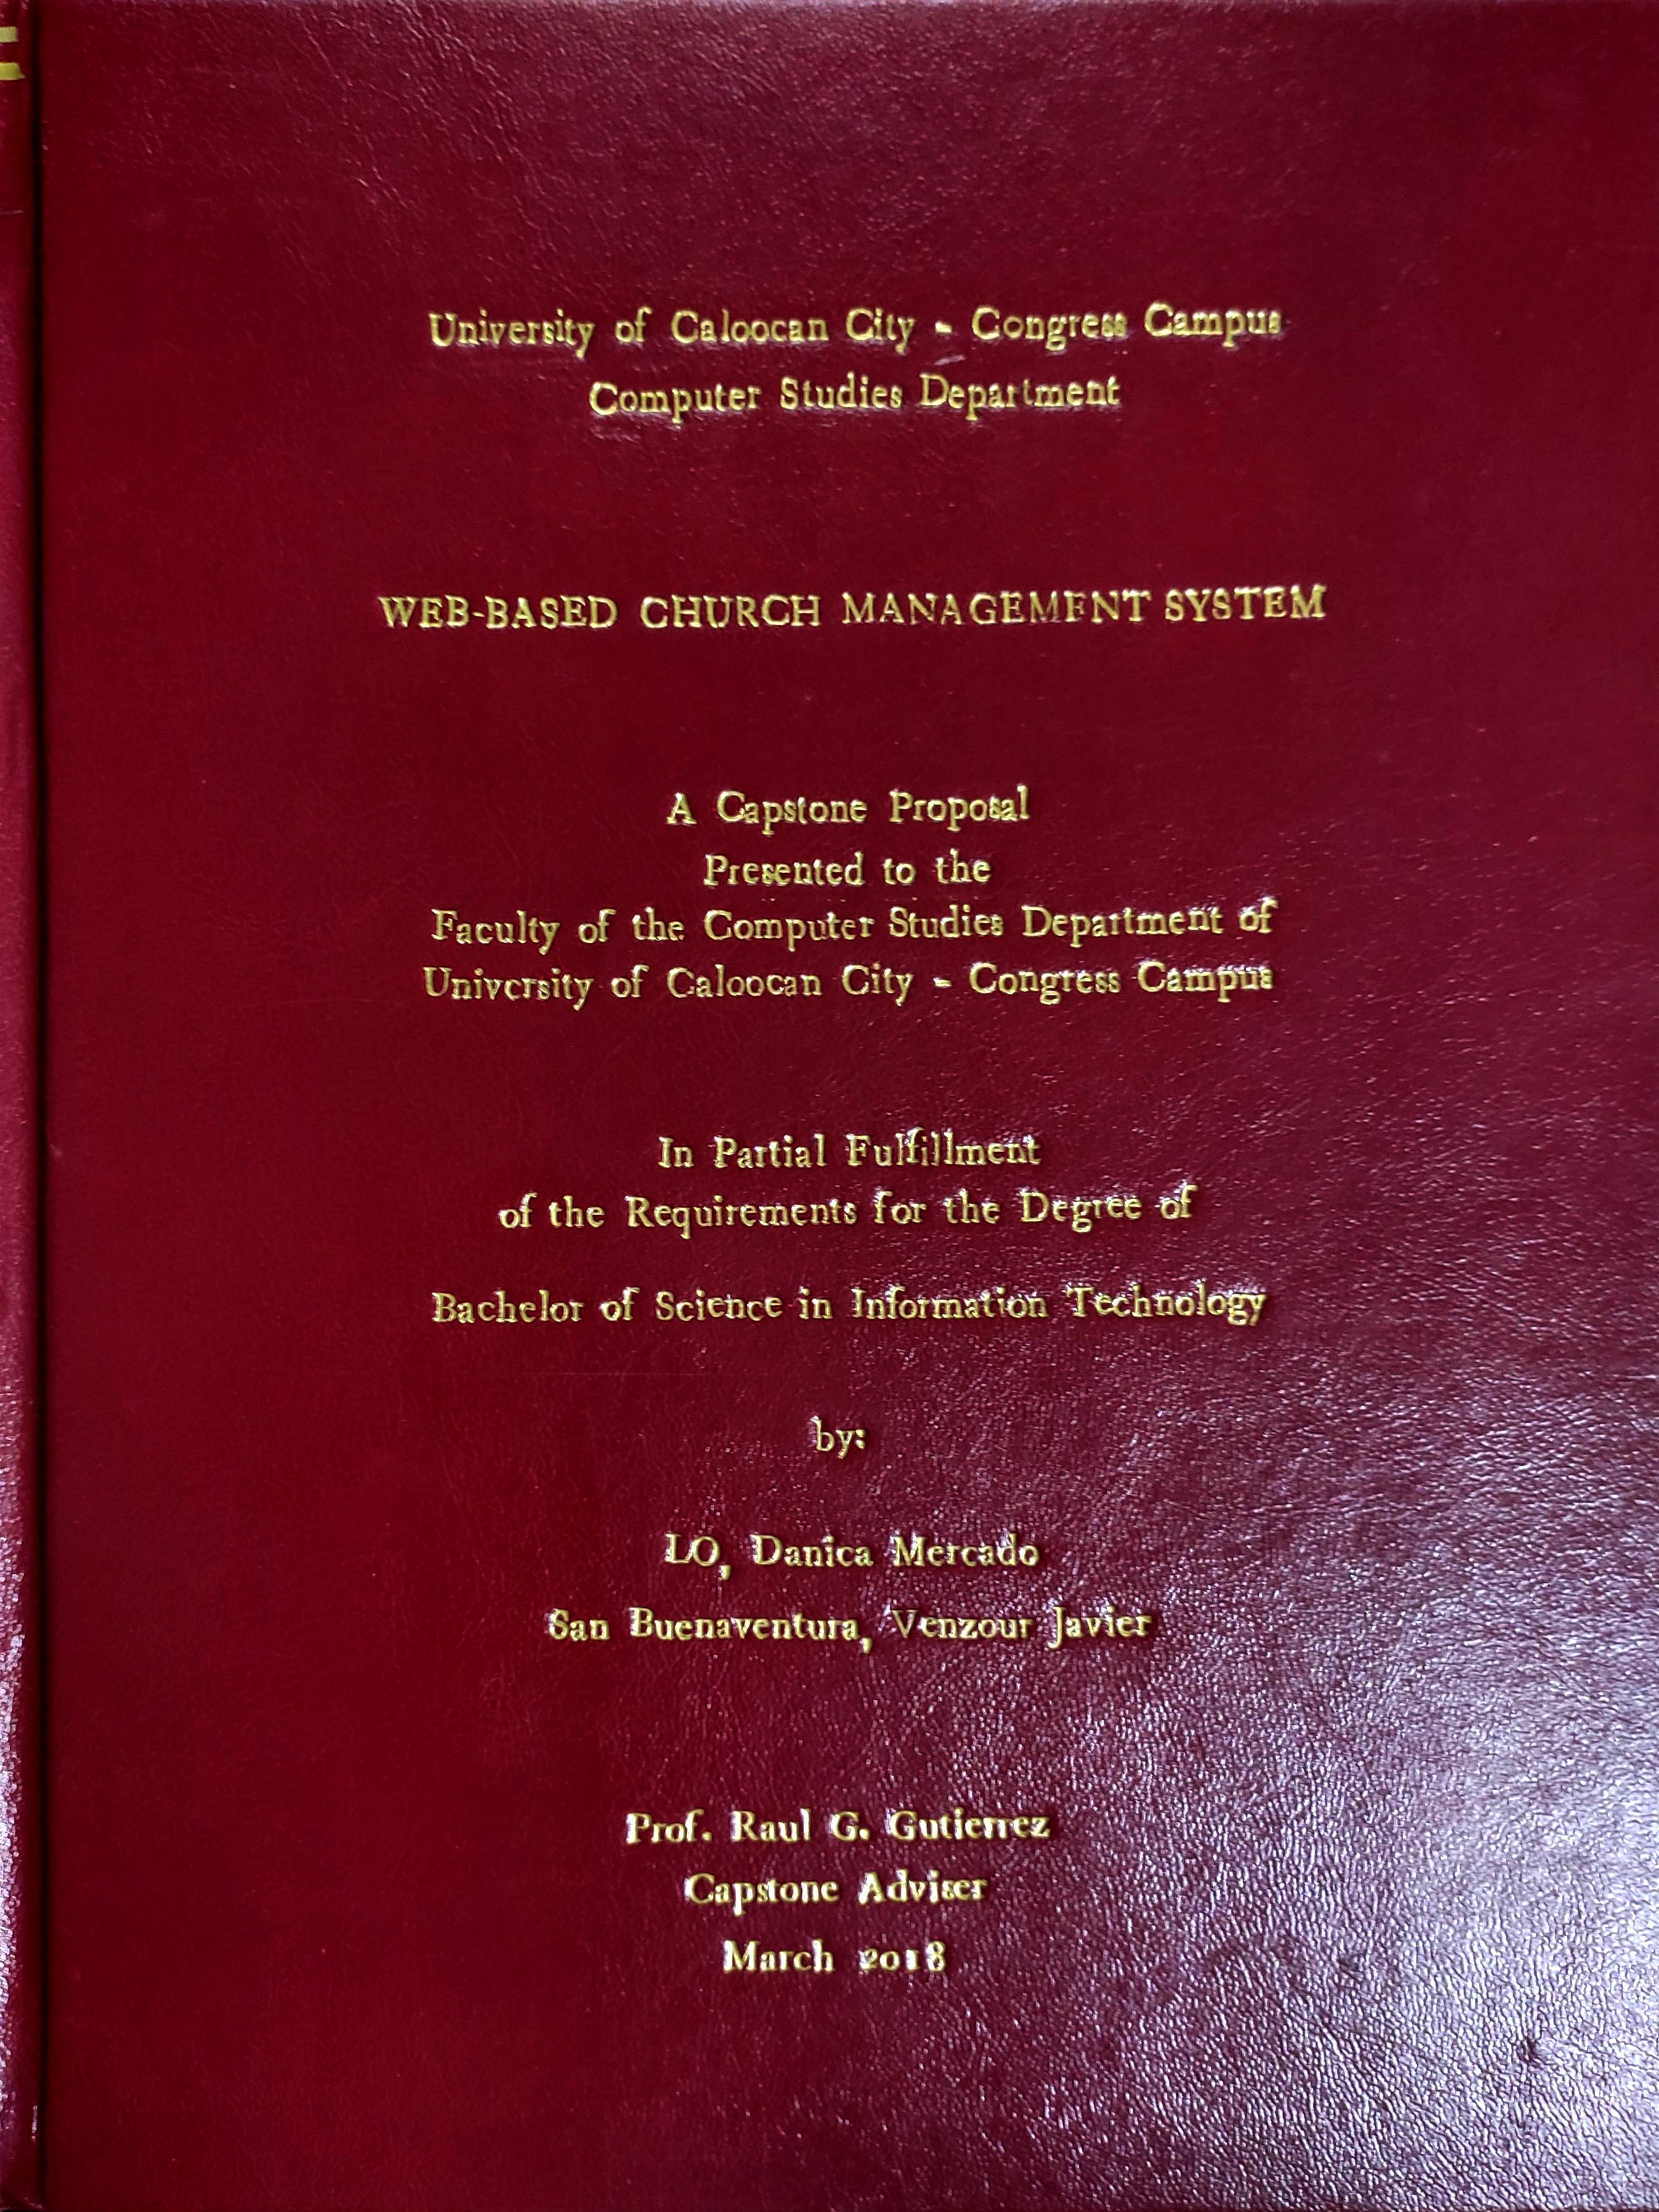 University of Caloocan City - Congress Campus
Computer Studies Department
WEB-BASED CHURCH MANAGEMENT SYSTEM
A Capstone Proposal
Presented to the
Faculty of the Computer Studies Department of
University of Caloocan City - Congress Campus
In Partial Fulfillment
of the Requirements for the Degree of
Bachelor of Science in Information Technology
by:
LO, Danica Mercado
San Buenaventura, Venzour Javier
Prof. Raul G. Gutierrez
Capstone Adviser
March 2018